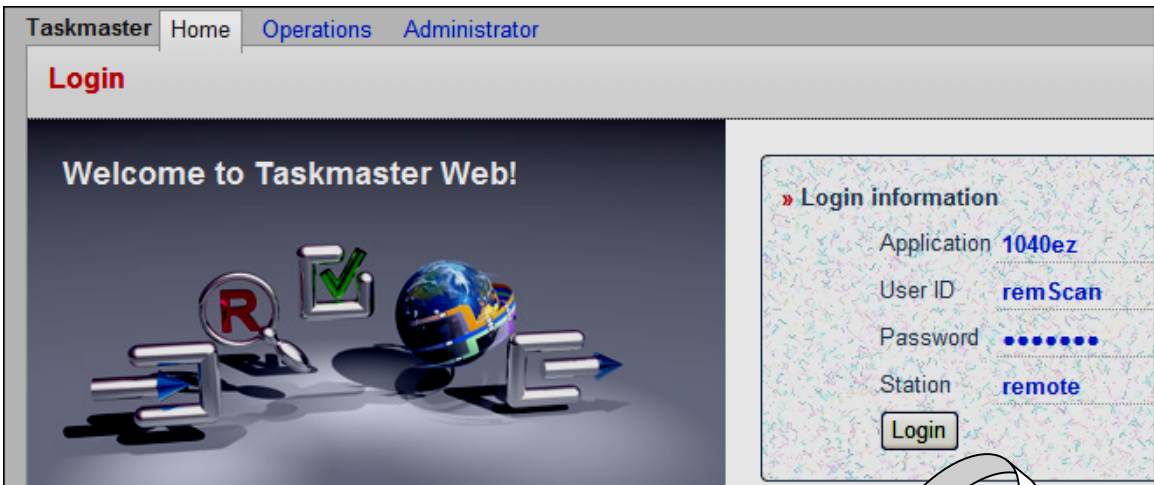 Taskmaster Home Operations Administrator
Login
Welcome to Taskmaster Web!
R
» Login information
Application 1040ez
User ID remScan
Password •••••••
Station remote
Login